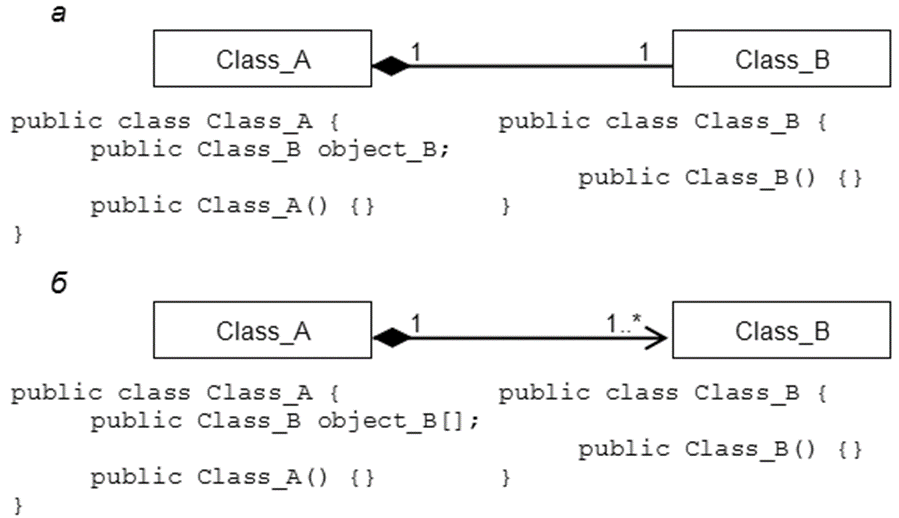 а
Class_A 1 1 Class_B
public class Class_A { public class Class_B {
public Class_B object_B;
public Class_B() {}
public Class_A() {} }
}
б
Class_A 1 1..* Class_B
public class Class_A { public class Class_B {
public Class_B object_B[];
public Class_B() {}
public Class_A() {} }
}